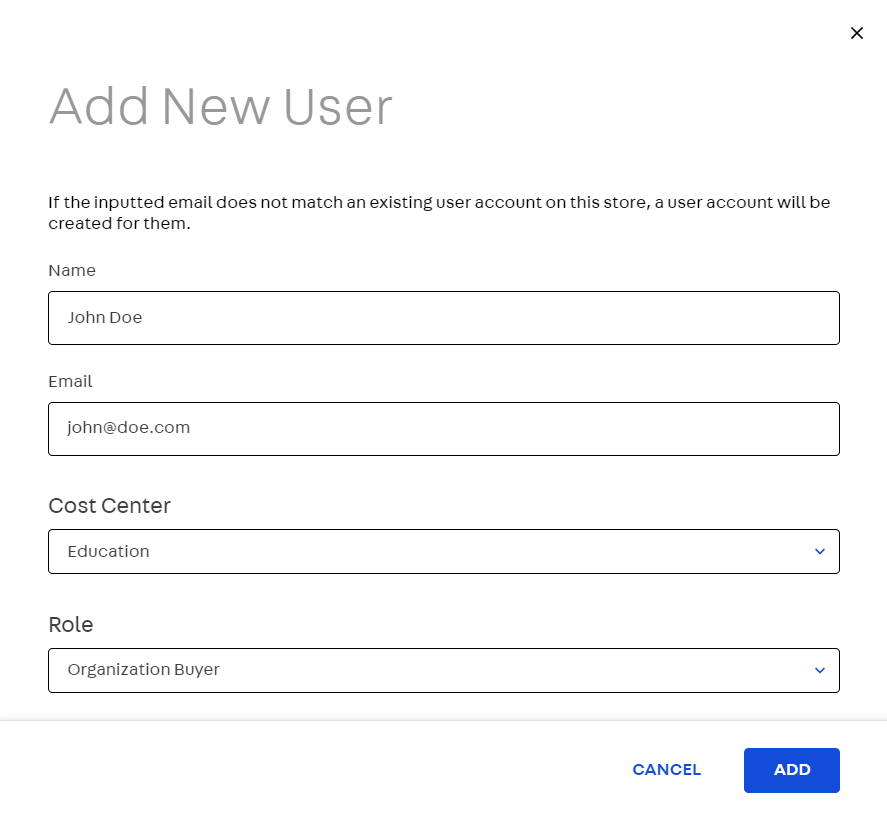 Add New User
If the inputted email does not match an existing user account on this store, a user account will be
created for them.
Name
John Doe
Email
john@doe.com
Cost Center
Education
Role
Organization Buyer
CANCEL
ADD